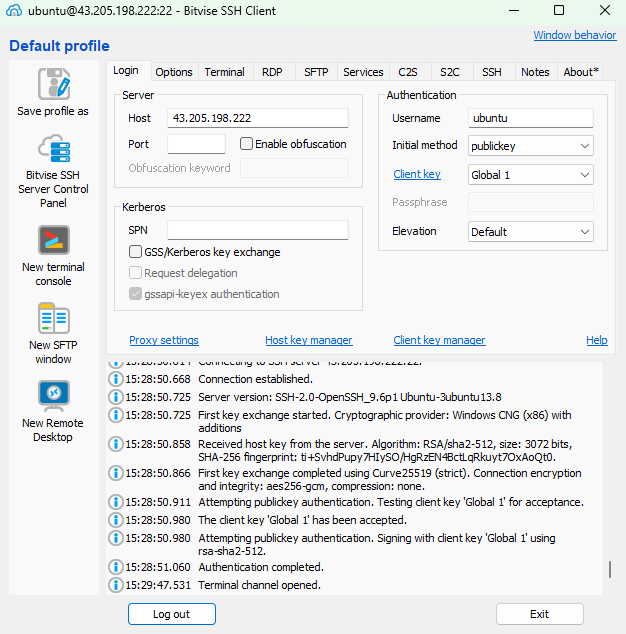 ubuntu@43.205.198.222:22 - Bitvise SSH Client
Default profile
Window behavior
Save profile as
Bitvise SSH
Server Control
Panel
New terminal
console
New SFTP
window
New Remote
Desktop
Login Options Terminal RDP SFTP Services C2S S2C SSH Notes About*
Server
Host 43.205.198.222
Port Enable obfuscation
Obfuscation keyword
Kerberos
SPN
GSS/Kerberos key exchange
Request delegation
gssapi-keyex authentication
Authentication
Username ubuntu
Initial method publickey
Client key Global 1
Passphrase
Elevation Default
Proxy settings Host key manager Client key manager Help
15:28:50.614 Connecting to SSH server 43.205.198.222:22.
15:28:50.668 Connection established.
15:28:50.725 Server version: SSH-2.0-OpenSSH_9.6p1 Ubuntu-3ubuntu13.8
15:28:50.725 First key exchange started. Cryptographic provider: Windows CNG (x86) with
additions
15:28:50.858 Received host key from the server. Algorithm: RSA/sha2-512, size: 3072 bits,
SHA-256 fingerprint: ti+SvhdPupy7HIySO/HgRzEN4BctLqRkuyt7OxAoQt0.
15:28:50.866 First key exchange completed using Curve25519 (strict). Connection encryption
and integrity: aes256-gcm, compression: none.
15:28:50.911 Attempting publickey authentication. Testing client key 'Global 1' for acceptance.
15:28:50.980 The client key 'Global 1' has been accepted.
15:28:50.980 Attempting publickey authentication. Signing with client key 'Global 1' using
rsa-sha2-512.
15:28:51.060 Authentication completed.
15:29:47.531 Terminal channel opened.
Log out Exit